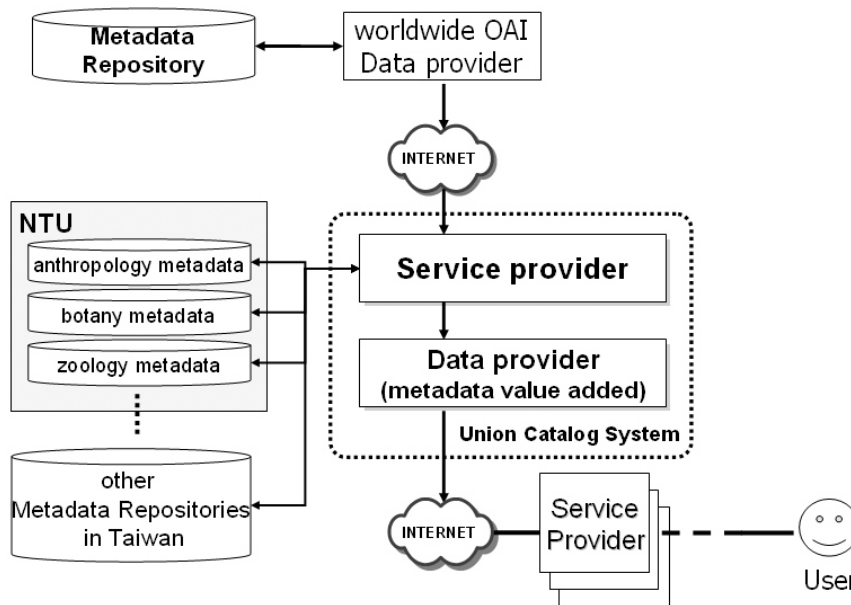 Metadata
Repository
worldwide OAI
Data provider
INTERNET
NTU
anthropology metadata
botany metadata
zoology metadata
other
Metadata Repositories
in Taiwan
Service provider
Data provider
(metadata value added)
Union Catalog System
INTERNET
Service
Provider
User